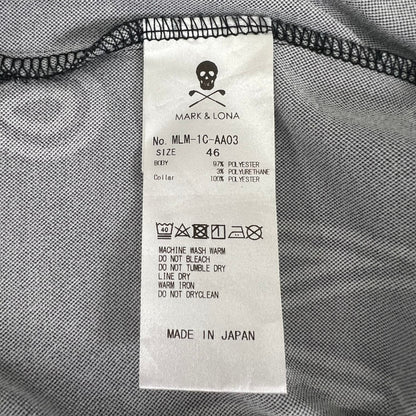 MARK & LONA
No. MLM-1C-AA03
SIZE 46
BODY 97% POLYESTER
3% POLYURETHANE
Collar 100% POLYESTER
40
MACHINE WASH WARM
DO NOT BLEACH
DO NOT TUMBLE DRY
LINE DRY
WARM IRON
DO NOT DRYCLEAN
MADE IN JAPAN